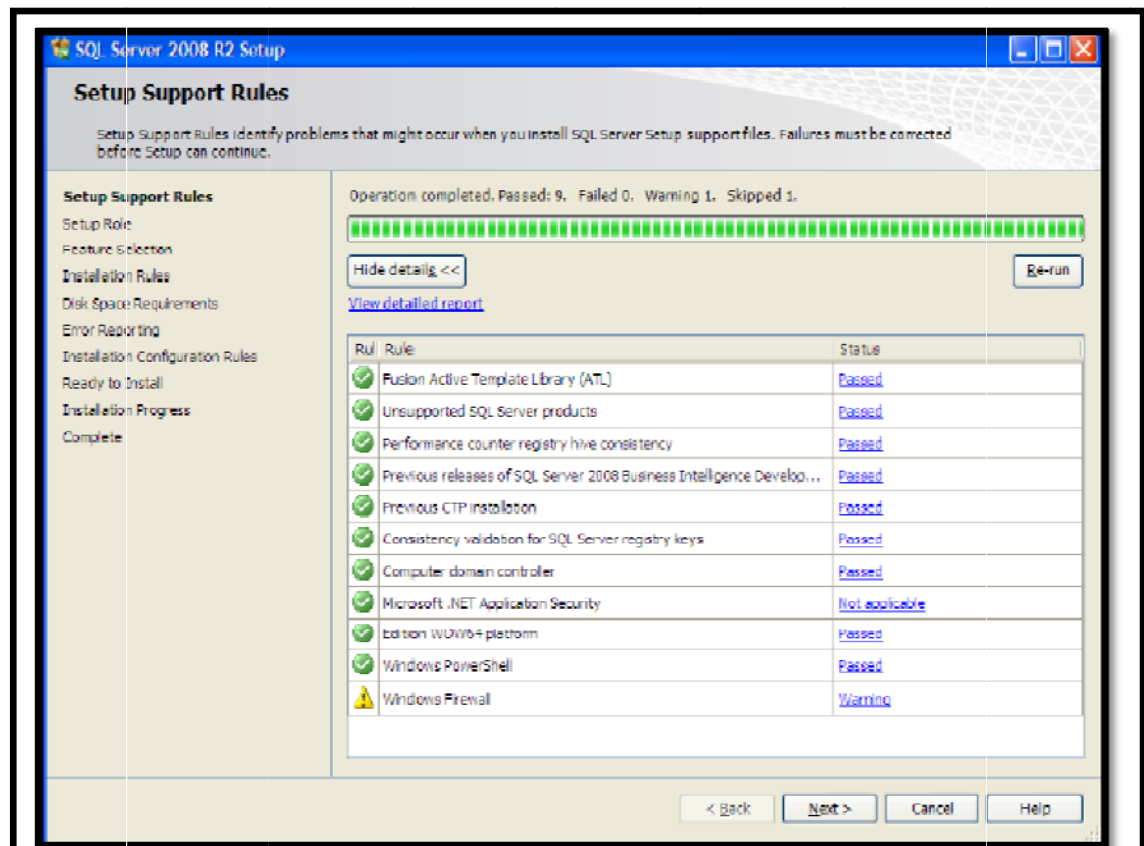 SQL Server 2008 R2 Setup
Setup Support Rules
Setup Support Rules identify problems that might occur when you install SQL Server Setup support files. Failures must be corrected
before Setup can continue.
Setup Support Rules
Setup Role
Feature Selection
Installation Rules
Disk Space Requirements
Error Reporting
Installation Configuration Rules
Ready to Install
Installation Progress
Complete
Operation completed. Passed: 9. Failed 0. Warning 1. Skipped 1.
Hide details <<
Re-run
View detailed report
Rul Rule Status
Fusion Active Template Library (ATL) Passed
Unsupported SQL Server products Passed
Performance counter registry hive consistency Passed
Previous releases of SQL Server 2008 Business Intelligence Develop... Passed
Previous CTP installation Passed
Consistency validation for SQL Server registry keys Passed
Computer domain controller Passed
Microsoft .NET Application Security Not applicable
Edition WOW64 platform Passed
Windows PowerShell Passed
Windows Firewall Warning
< Back Next > Cancel Help